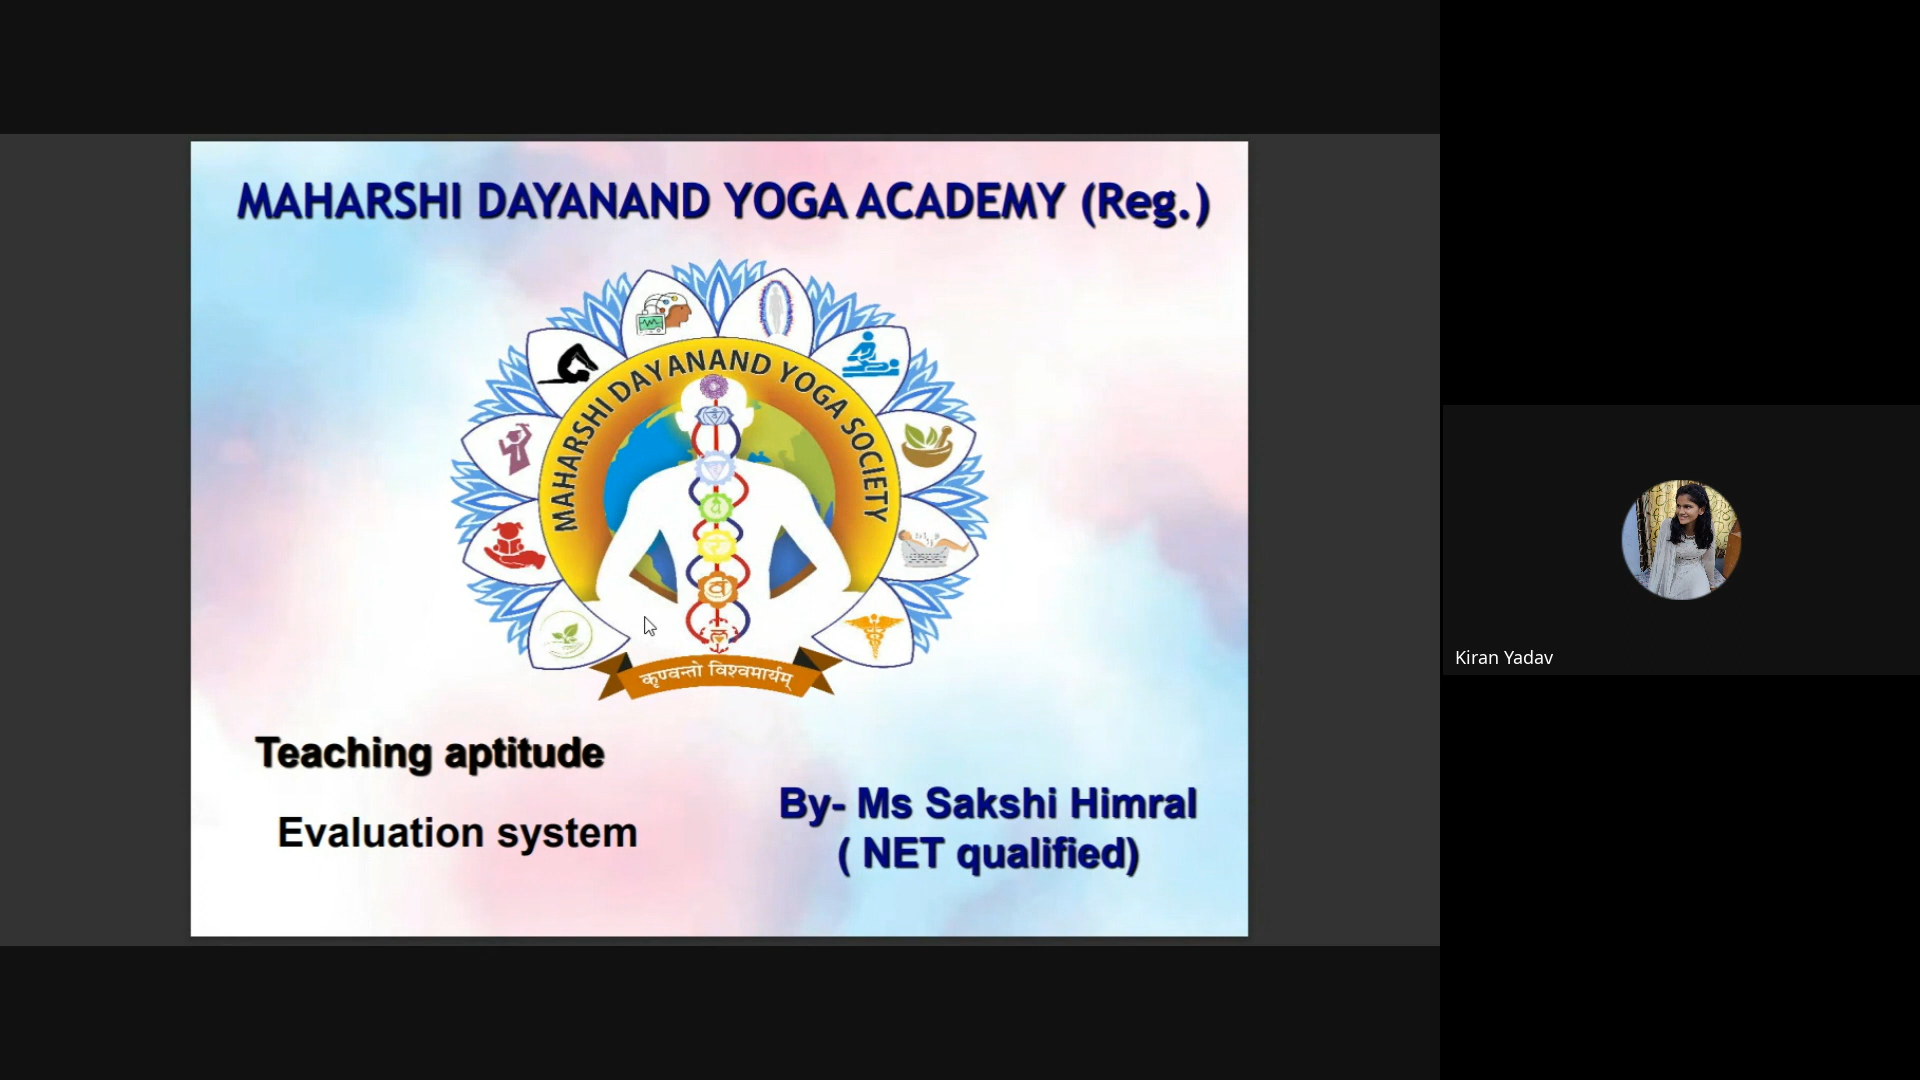 MAHARSHI DAYANAND YOGA ACADEMY (Reg.)
MAHARSHI DAYANAND YOGA SOCIETY
कृण्वन्तो विश्वमार्यम्
Teaching aptitude
Evaluation system
By- Ms Sakshi Himral
( NET qualified)
Kiran Yadav